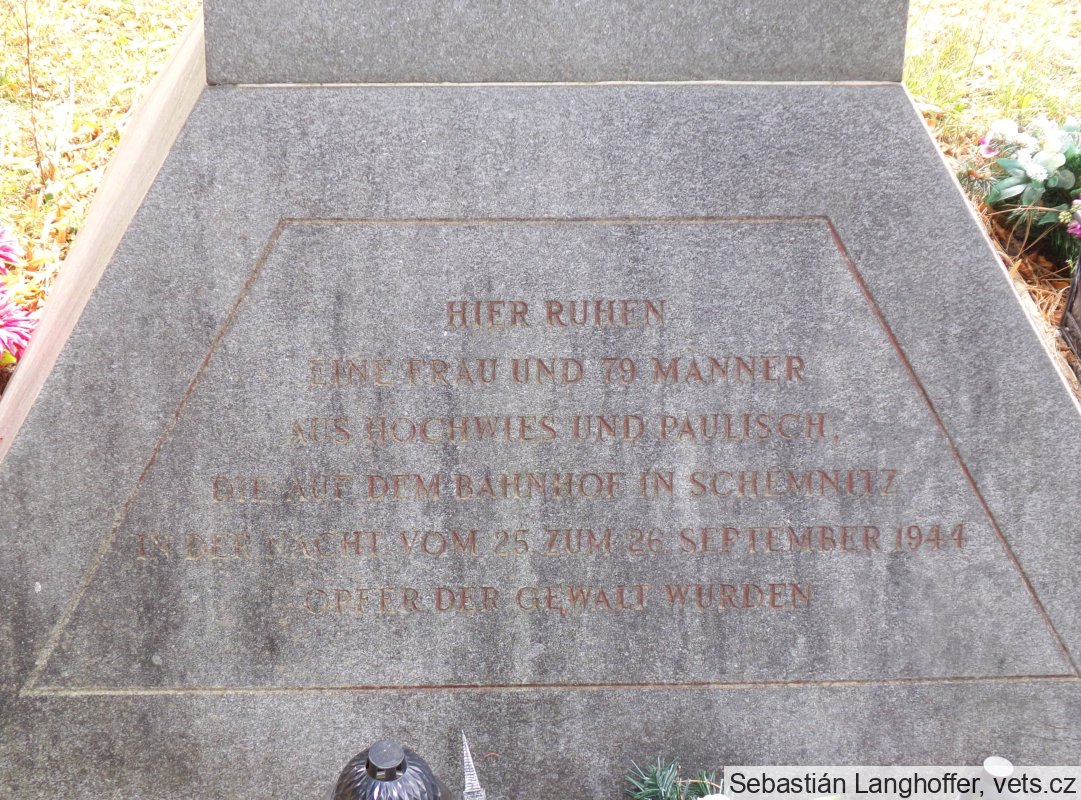 HIER RUHEN
EINE FRAU UND 79 MÄNNER
AUS HOCHWIES UND PAULISCH,
DIE AUF DEM BAHNHOF IN SCHEMNITZ
IN DER NACHT VOM 25 ZUM 26 SEPTEMBER 1944
OPFER DER GEWALT WURDEN
Sebastián Langhoffer, vets.cz